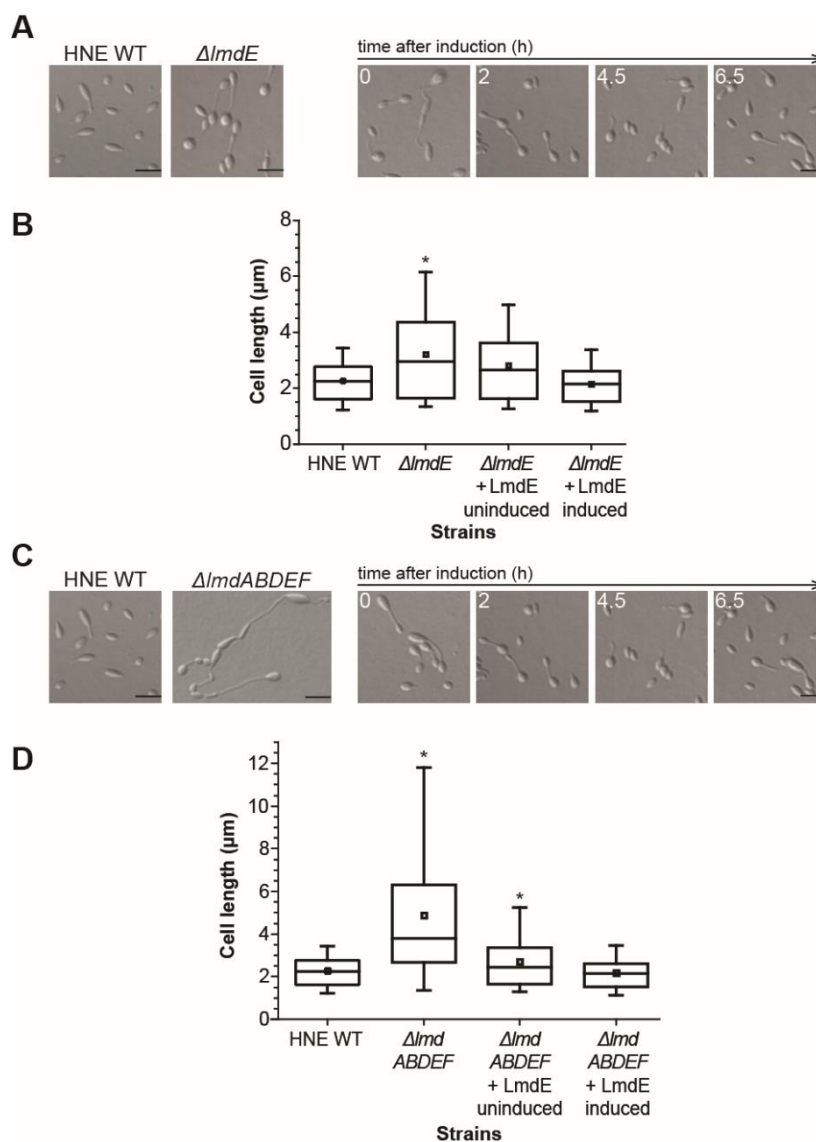 A
HNE WT
ΔlmdE
time after induction (h)
0
2
4.5
6.5
B
8
6
4
2
0
Cell length (µm)
*
HNE WT
ΔlmdE
ΔlmdE
+ LmdE
uninduced
ΔlmdE
+ LmdE
induced
Strains
C
HNE WT
ΔlmdABDEF
time after induction (h)
0
2
4.5
6.5
D
12
10
8
6
4
2
0
Cell length (µm)
*
*
HNE WT
Δlmd
ABDEF
Δlmd
ABDEF
+ LmdE
uninduced
Δlmd
ABDEF
+ LmdE
induced
Strains